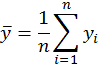 ȳ = 1/n ∑_{i=1}^{n} y_i